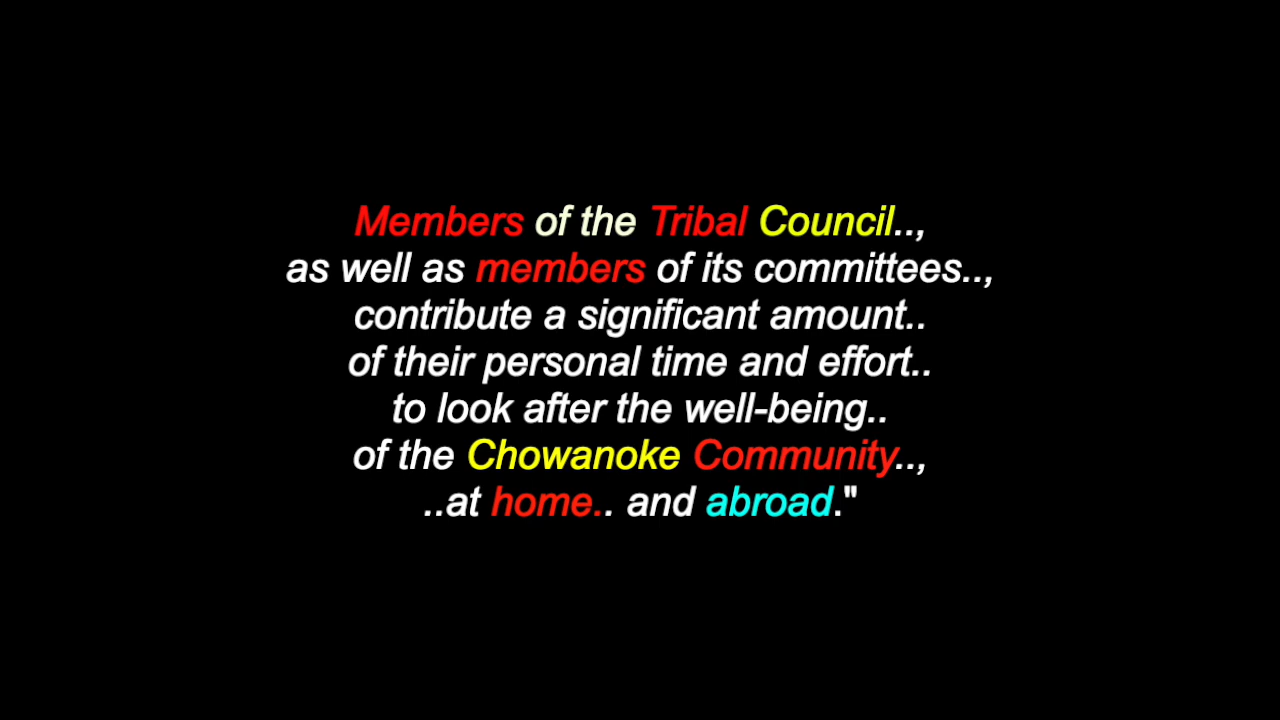 Members of the Tribal Council..,
as well as members of its committees..,
contribute a significant amount..
of their personal time and effort..
to look after the well-being..
of the Chowanoke Community..,
..at home.. and abroad."